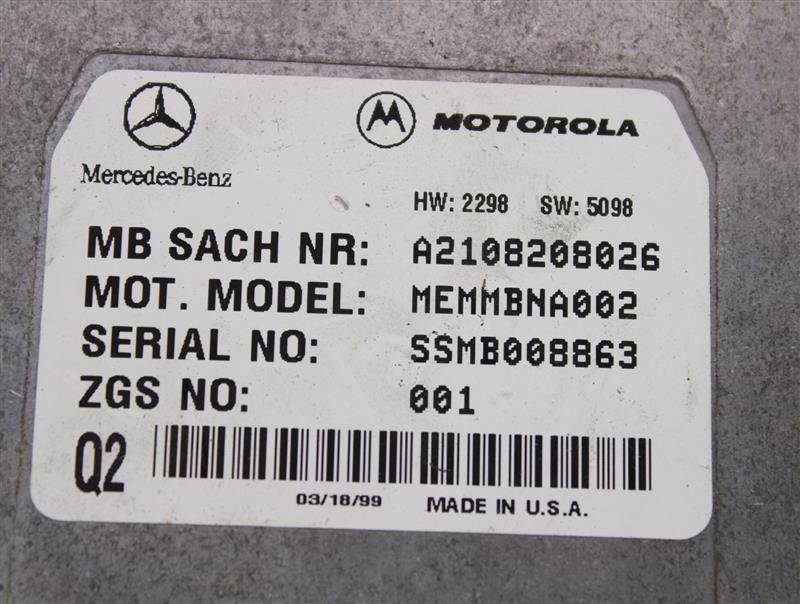 Mercedes-Benz
MOTOROLA
HW: 2298 SW: 5098
MB SACH NR: A2108208026
MOT. MODEL: MEMMBNA002
SERIAL NO: SSMB008863
ZGS NO: 001
Q2
03/18/99 MADE IN U.S.A.